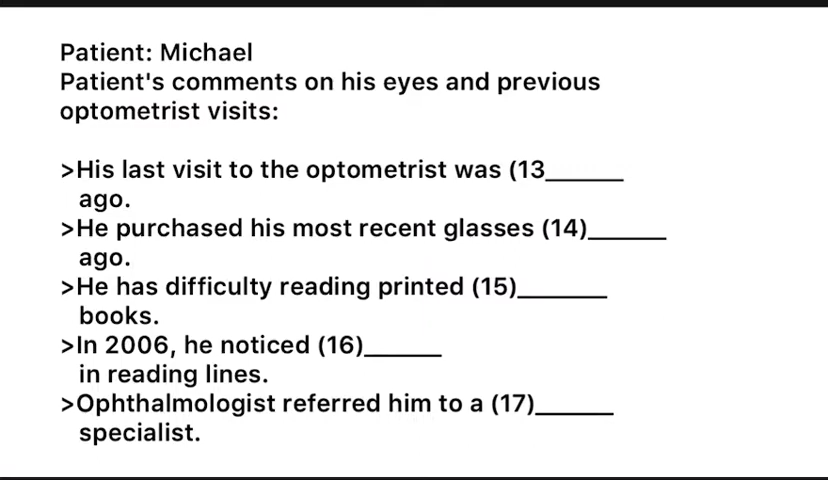 Patient: Michael
Patient's comments on his eyes and previous
optometrist visits:
>His last visit to the optometrist was (13______
ago.
>He purchased his most recent glasses (14)______
ago.
>He has difficulty reading printed (15)_______
books.
>In 2006, he noticed (16)______
in reading lines.
>Ophthalmologist referred him to a (17)______
specialist.